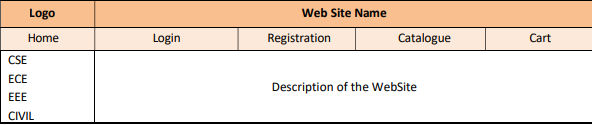 Logo Web Site Name
Home Login Registration Catalogue Cart
CSE
ECE
Description of the WebSite
EEE
CIVIL